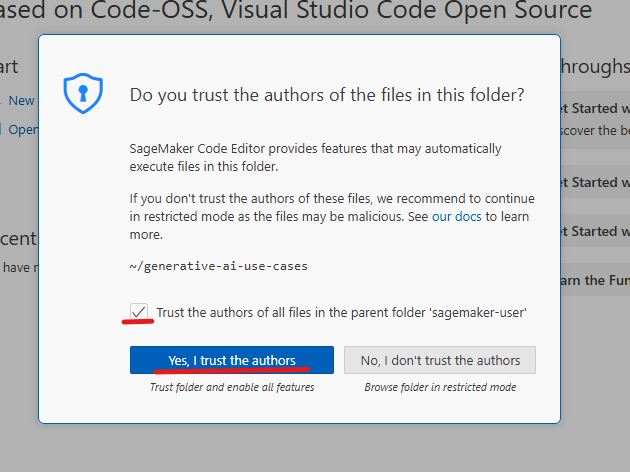 ased on Code-OSS, Visual Studio Code Open Source
art
hroughs
New
et Started w
Open
scover the be
Do you trust the authors of the files in this folder?
SageMaker Code Editor provides features that may automatically
execute files in this folder.
et Started w
If you don't trust the authors of these files, we recommend to continue
in restricted mode as the files may be malicious. See our docs to learn
more.
et Started w
cent
have r
~/generative-ai-use-cases
arn the Fun
Trust the authors of all files in the parent folder 'sagemaker-user'
Yes, I trust the authors
No, I don't trust the authors
Trust folder and enable all features
Browse folder in restricted mode